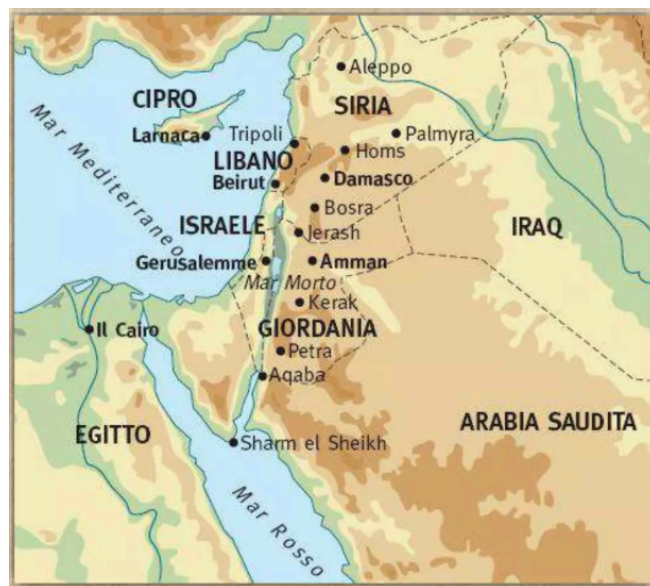 Aleppo
CIPRO
SIRIA
Mar Mediterraneo
Larnaca
Tripoli
Palmyra
Homs
LIBANO
Beirut
Damasco
Bosra
ISRAELE
Jerash
IRAQ
Gerusalemme
Amman
Mar Morto
Kerak
Il Cairo
GIORDANIA
Petra
Aqaba
EGITTO
ARABIA SAUDITA
Sharm el Sheikh
Mar Rosso